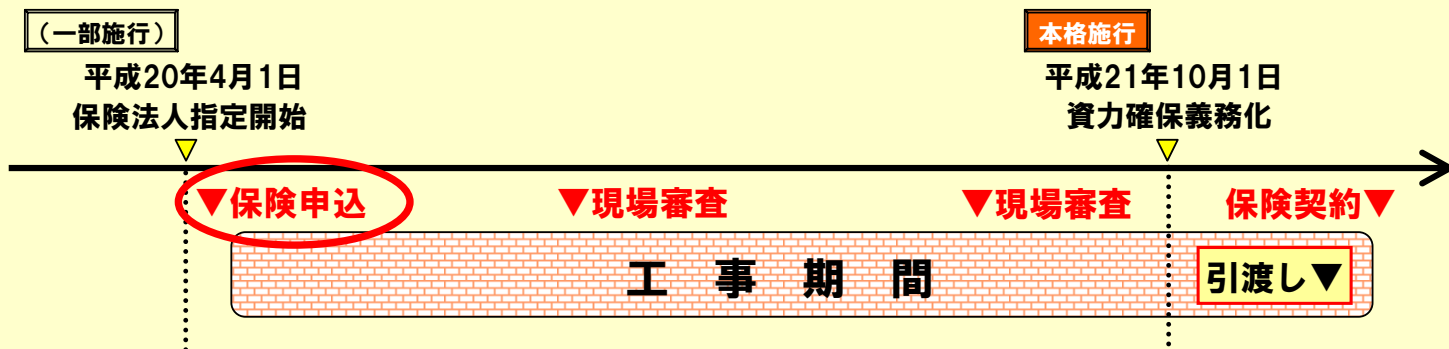 （一部施行）
本格施行
平成20年4月1日
保険法人指定開始
平成21年10月1日
資力確保義務化
▼保険申込
▼現場審査
▼現場審査
保険契約▼
工事期間
引渡し▼